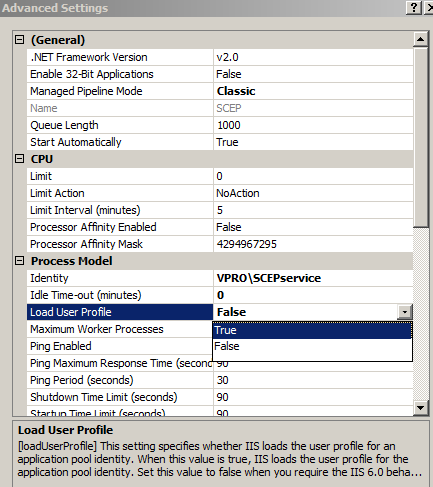 Advanced Settings
(General)
.NET Framework Version v2.0
Enable 32-Bit Applications False
Managed Pipeline Mode Classic
Name SCEP
Queue Length 1000
Start Automatically True
CPU
Limit 0
Limit Action NoAction
Limit Interval (minutes) 5
Processor Affinity Enabled False
Processor Affinity Mask 4294967295
Process Model
Identity VPRO\SCEPservice
Idle Time-out (minutes) 0
Load User Profile False
Maximum Worker Processes True
Ping Enabled False
Ping Maximum Response Time (second 90
Ping Period (seconds) 30
Shutdown Time Limit (seconds) 90
Startup Time Limit (seconds) 90
Load User Profile
[loadUserProfile] This setting specifies whether IIS loads the user profile for an
application pool identity. When this value is true, IIS loads the user profile for the
application pool identity. Set this value to false when you require the IIS 6.0 beha...